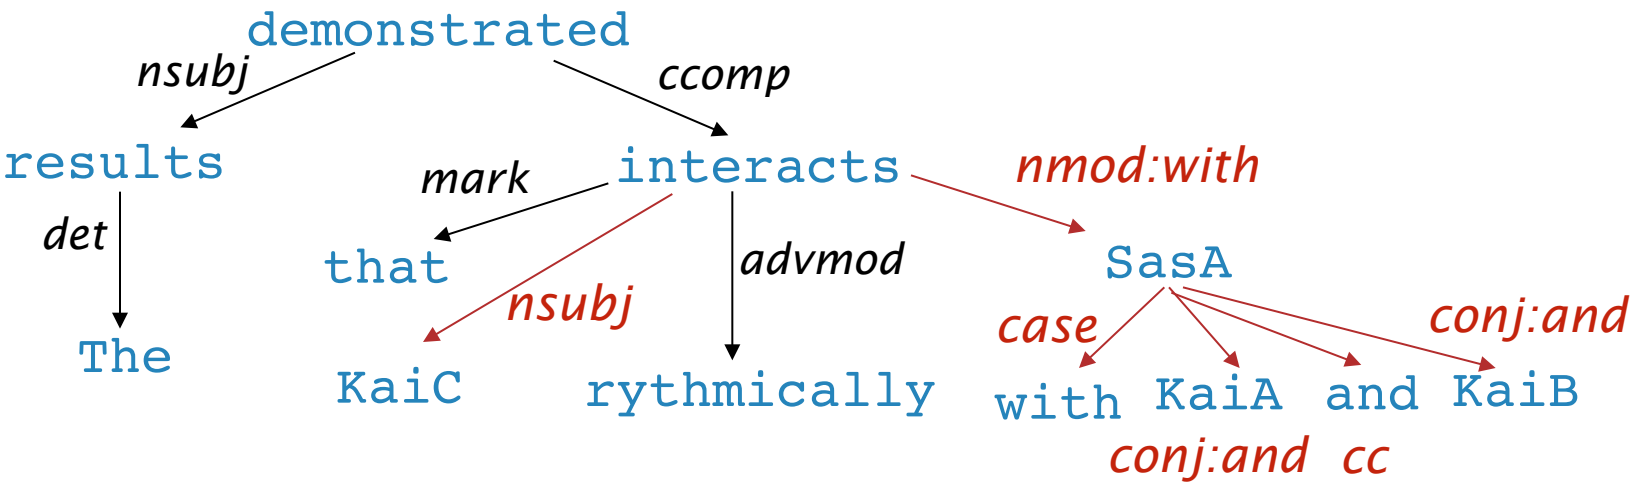 demonstrated
nsubj ccomp
results interacts nmod:with
mark
det that advmod SasA
nsubj case conj:and
The KaiC rythmically with KaiA and KaiB
conj:and cc